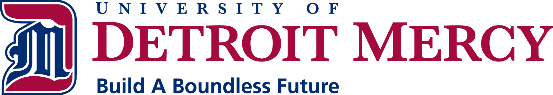 UNIVERSITY OF
DETROIT MERCY
Build A Boundless Future